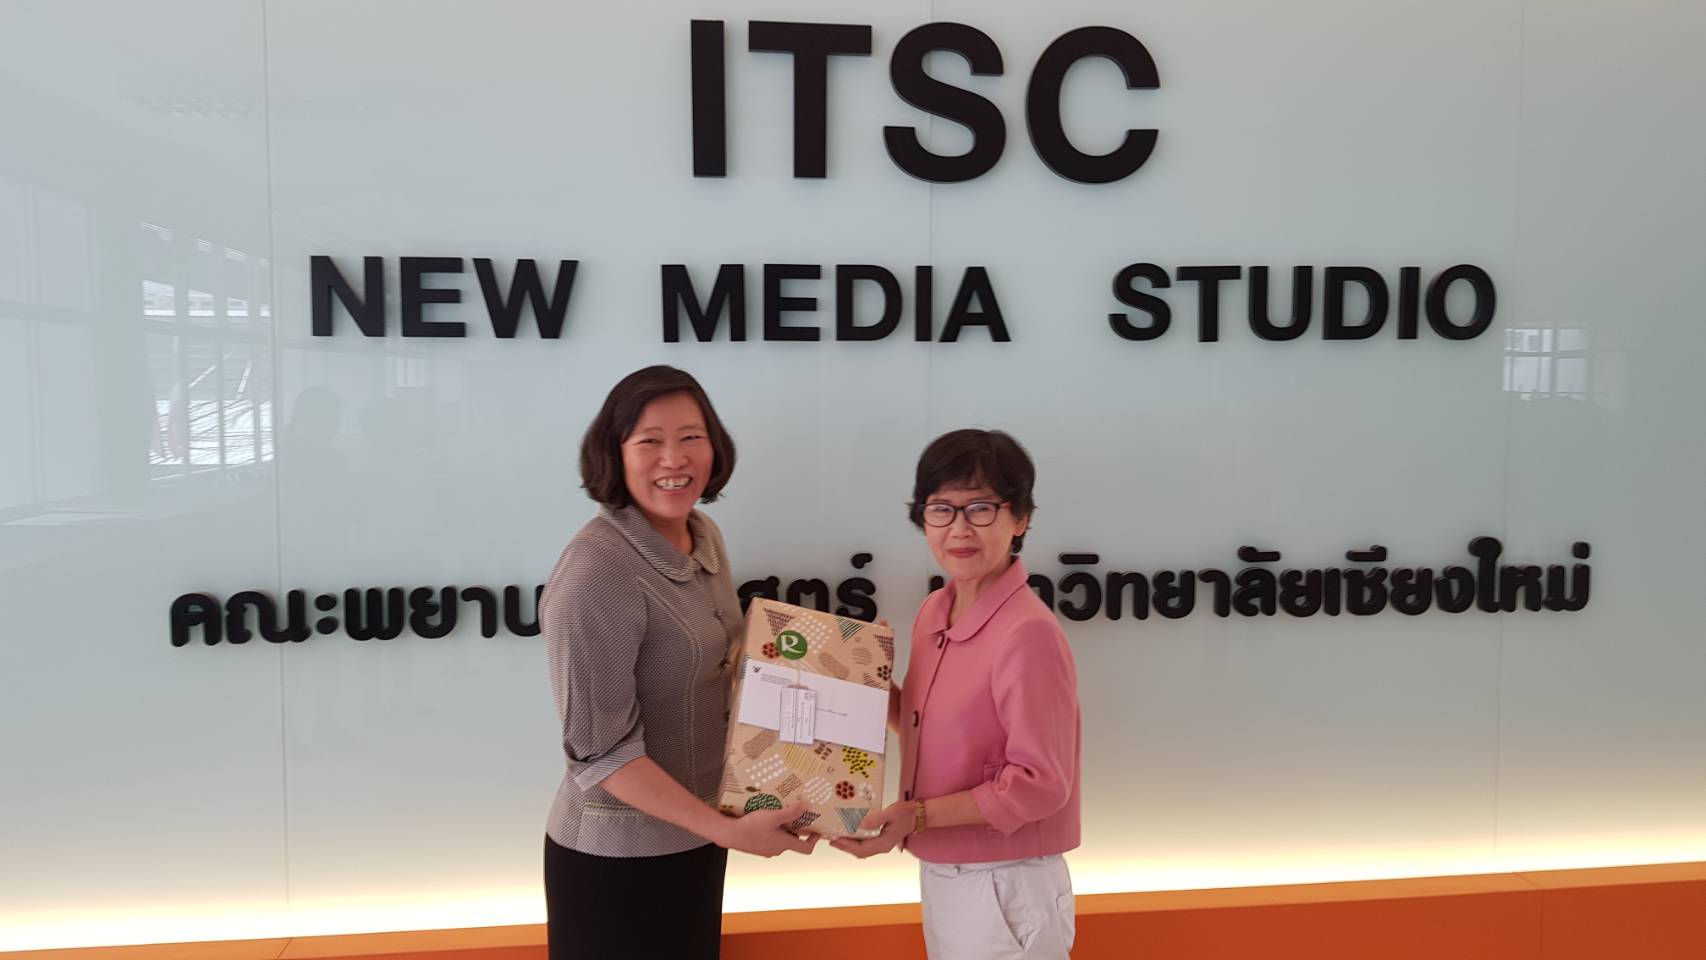 ITSC
NEW MEDIA STUDIO
คณะพยาบ สตร์ ม าวิทยาลัยเชียงใหม่
R